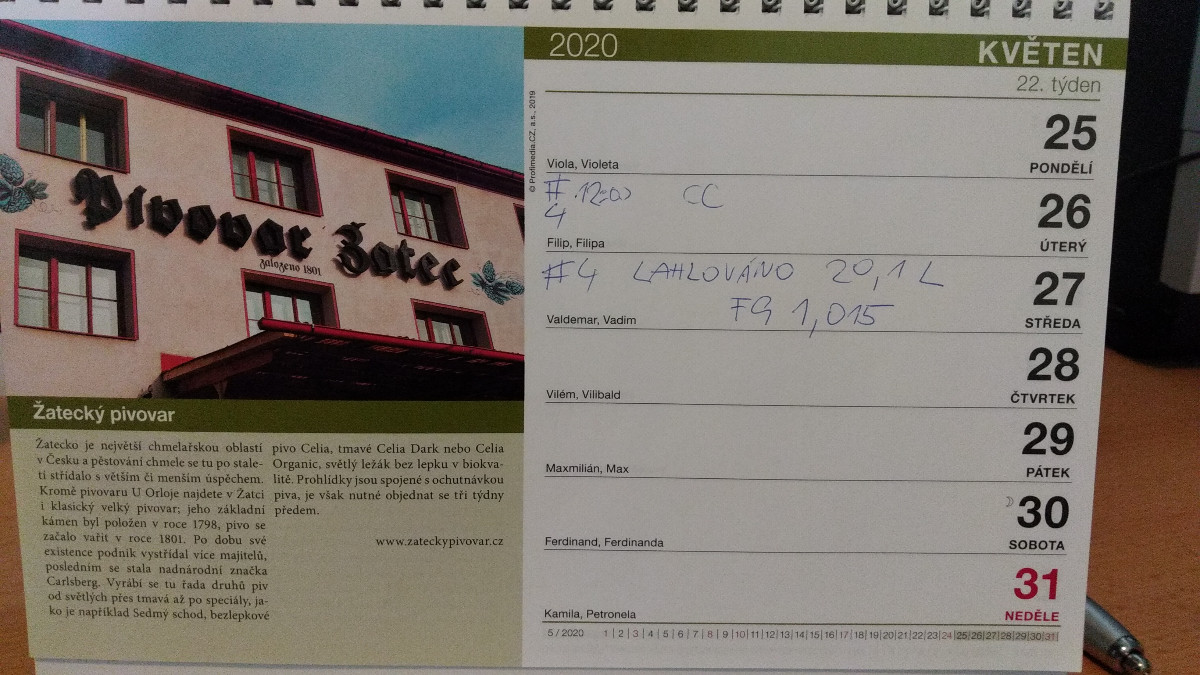 Pivovar Žatec
založeno 1801
Žatecký pivovar
Žatecko je největší chmelařskou oblastí
v Česku a pěstování chmele se tu po stale-
tí střídalo s větším či menším úspěchem.
Kromě pivovaru U Orloje najdete v Žatci
i klasický velký pivovar; jeho základní
kámen byl položen v roce 1798, pivo se
začalo vařit v roce 1801. Po dobu své
existence podnik vystřídal více majitelů,
posledním se stala nadnárodní značka
Carlsberg. Vyrábí se tu řada druhů piv
od světlých přes tmavá až po speciály, ja-
ko je například Sedmý schod, bezlepkové
pivo Celia, tmavé Celia Dark nebo Celia
Organic, světlý ležák bez lepku v biokva-
litě. Prohlídky jsou spojené s ochutnávkou
piva, je však nutné objednat se tři týdny
předem.
www.zateckypivovar.cz
© Profimedia.CZ, a.s., 2019
2020 KVĚTEN
22. týden
25
Viola, Violeta PONDĚLÍ
#4 12:00 CC
26
Filip, Filipa ÚTERÝ
#4 LAHVOVÁNO 20,1 L
27
FG 1,015
Valdemar, Vadim STŘEDA
28
Vilém, Vilibald ČTVRTEK
29
Maxmilián, Max PÁTEK
30
Ferdinand, Ferdinanda SOBOTA
31
Kamila, Petronela NEDĚLE
5 / 2020 1 2 3 4 5 6 7 8 9 10 11 12 13 14 15 16 17 18 19 20 21 22 23 24 25 26 27 28 29 30 31